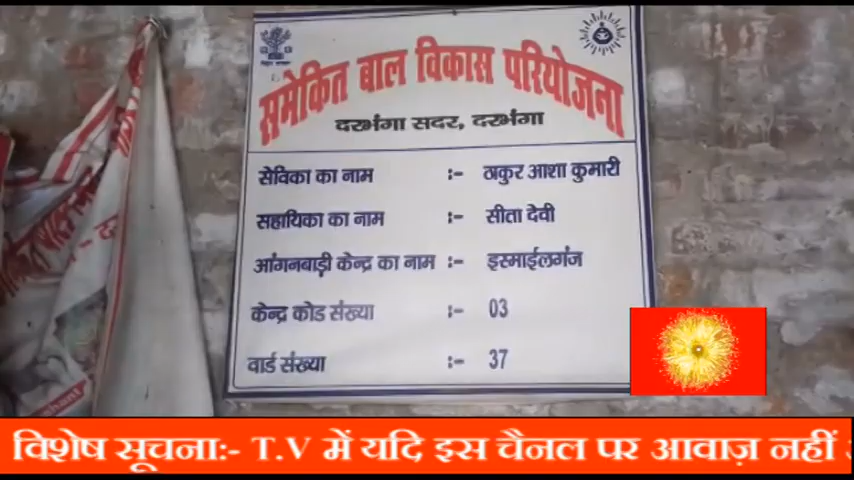 समेकित बाल विकास परियोजना
दरभंगा सदर, दरभंगा
सेविका का नाम :- ठाकुर आशा कुमारी
सहायिका का नाम :- सीता देवी
आंगनबाड़ी केन्द्र का नाम :- इस्माईलगंज
केन्द्र कोड संख्या :- 03
वार्ड संख्या :- 37
विशेष सूचना:- T.V में यदि इस चैनल पर आवाज़ नहीं